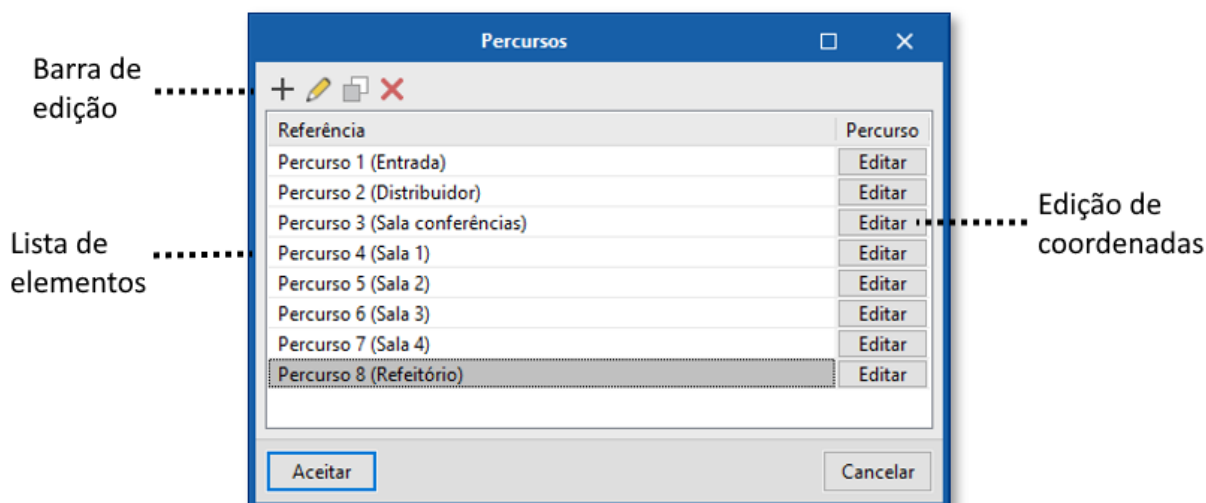 Percursos
Barra de
edição
Referência Percurso
Percurso 1 (Entrada) Editar
Percurso 2 (Distribuidor) Editar
Percurso 3 (Sala conferências) Editar
Percurso 4 (Sala 1) Editar
Percurso 5 (Sala 2) Editar
Percurso 6 (Sala 3) Editar
Percurso 7 (Sala 4) Editar
Percurso 8 (Refeitório) Editar
Lista de
elementos
Edição de
coordenadas
Aceitar Cancelar